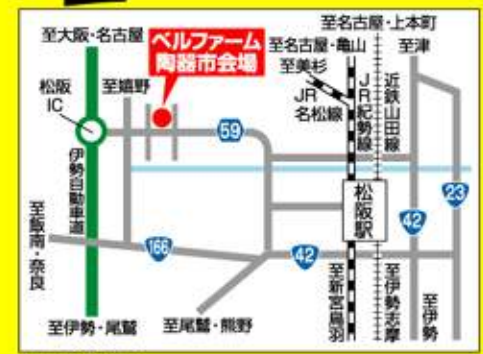 至名古屋・上本町
至大阪・名古屋
ベルファーム
陶器市会場
至名古屋・亀山
至津
至美杉
松阪
IC
至嬉野
JR
名松線
JR紀勢線
近鉄山田線
59
伊勢自動車道
松阪駅
23
42
至飯南・奈良
166
42
至新宮鳥羽
至伊勢志摩
至伊勢
至伊勢・尾鷲
至尾鷲・熊野